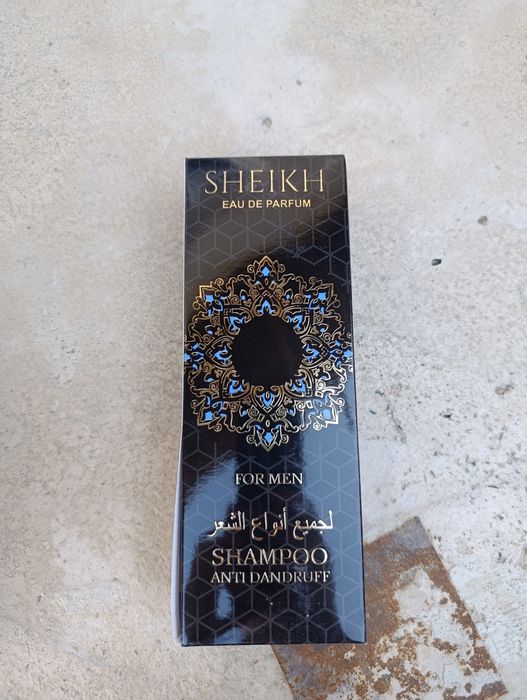 SHEIKH
EAU DE PARFUM
FOR MEN
لجميع أنواع الشعر
SHAMPOO
ANTI DANDRUFF